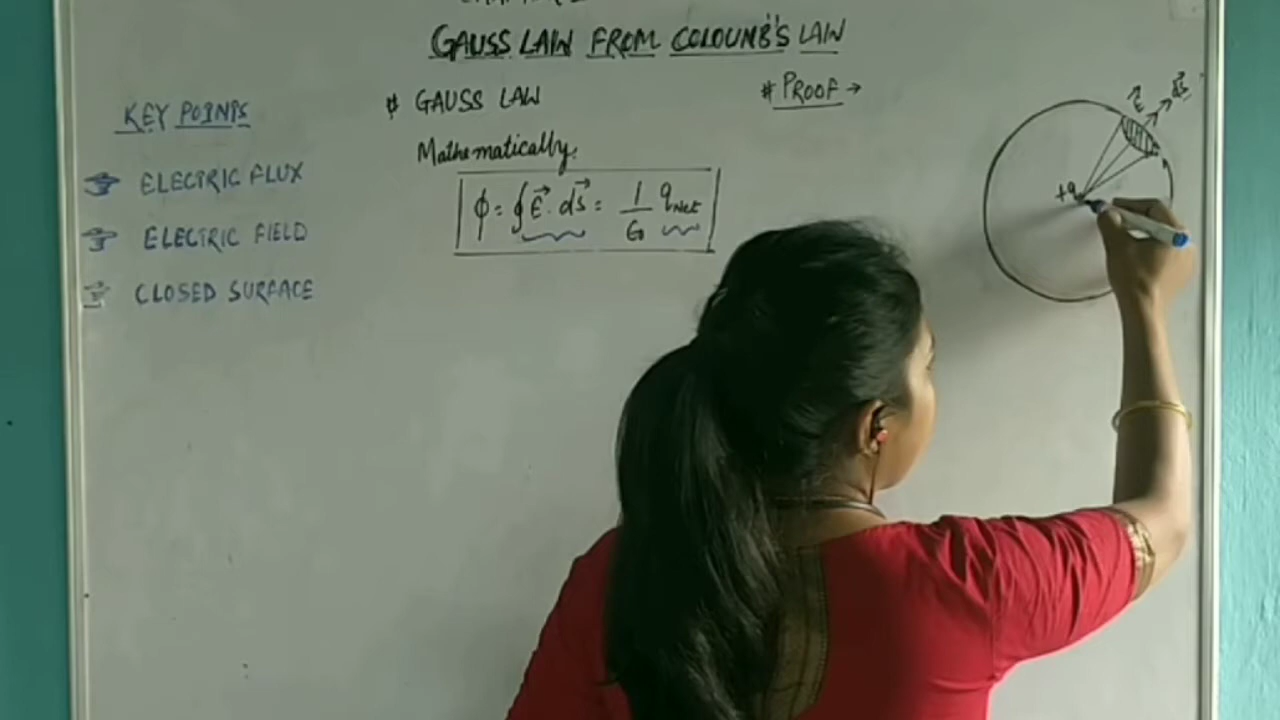 GAUSS LAW FROM COLOUMB'S LAW
KEY POINTS
ELECTRIC FLUX
ELECTRIC FIELD
CLOSED SURFACE
# GAUSS LAW
Mathematically.
ϕ = ∮ E⃗. dS⃗ = 1/ϵ₀ qNet
# PROOF →
E⃗ dS⃗
+q